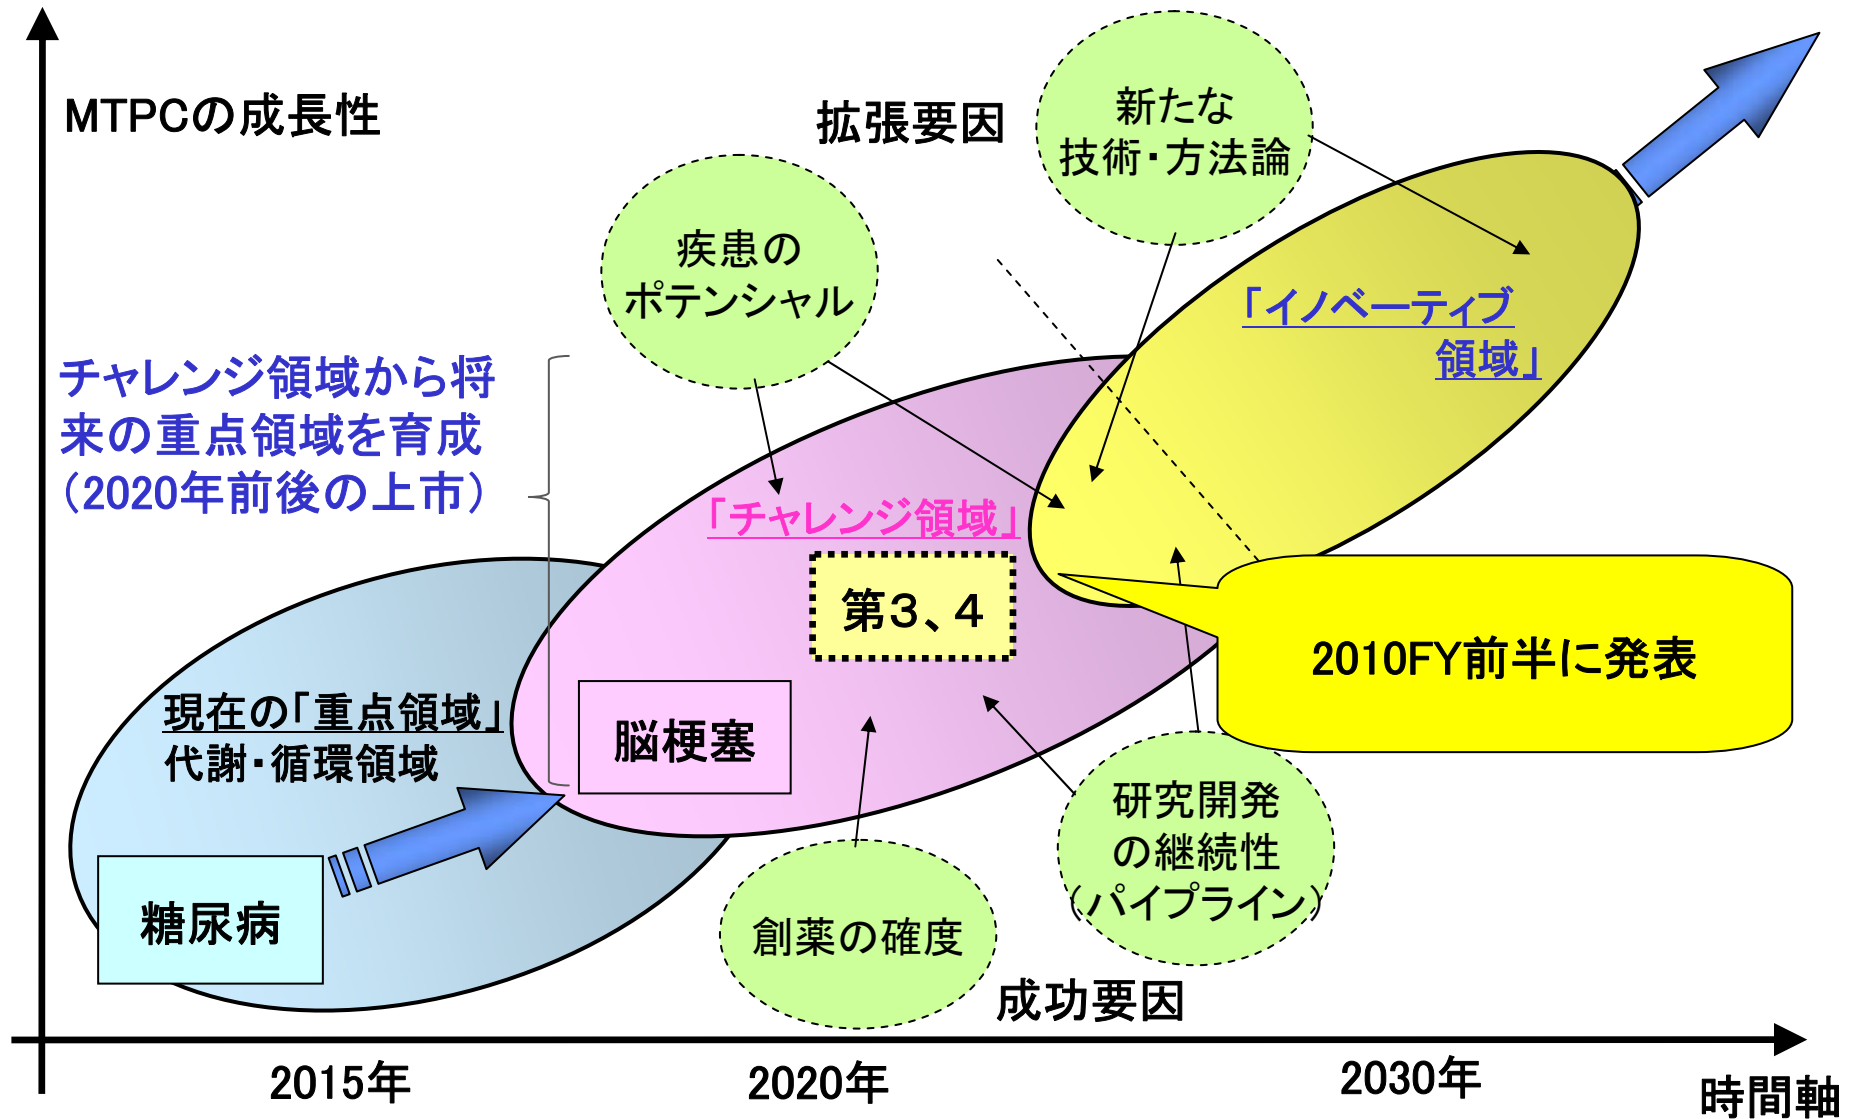 MTPCの成長性
拡張要因
新たな
技術・方法論
疾患の
ポテンシャル
「イノベーティブ
領域」
チャレンジ領域から将
来の重点領域を育成
(2020年前後の上市)
「チャレンジ領域」
第3、4
2010FY前半に発表
現在の「重点領域」
代謝・循環領域
脳梗塞
糖尿病
研究開発
の継続性
(パイプライン)
創薬の確度
成功要因
2015年
2020年
2030年
時間軸